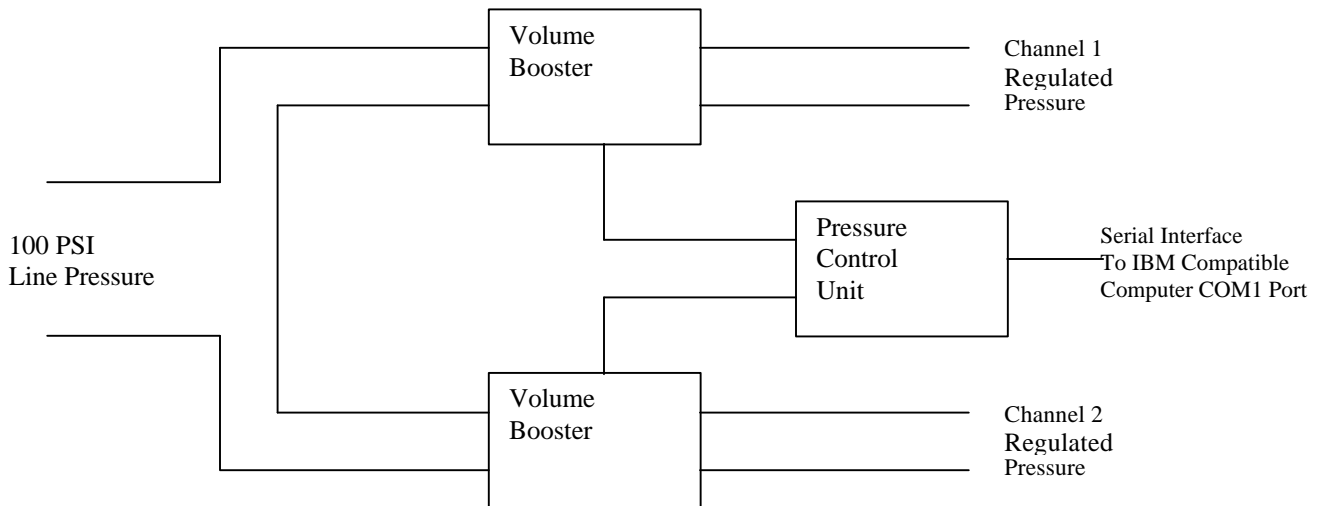 Volume
Booster
Channel 1
Regulated
Pressure
100 PSI
Line Pressure
Pressure
Control
Unit
Serial Interface
To IBM Compatible
Computer COM1 Port
Volume
Booster
Channel 2
Regulated
Pressure